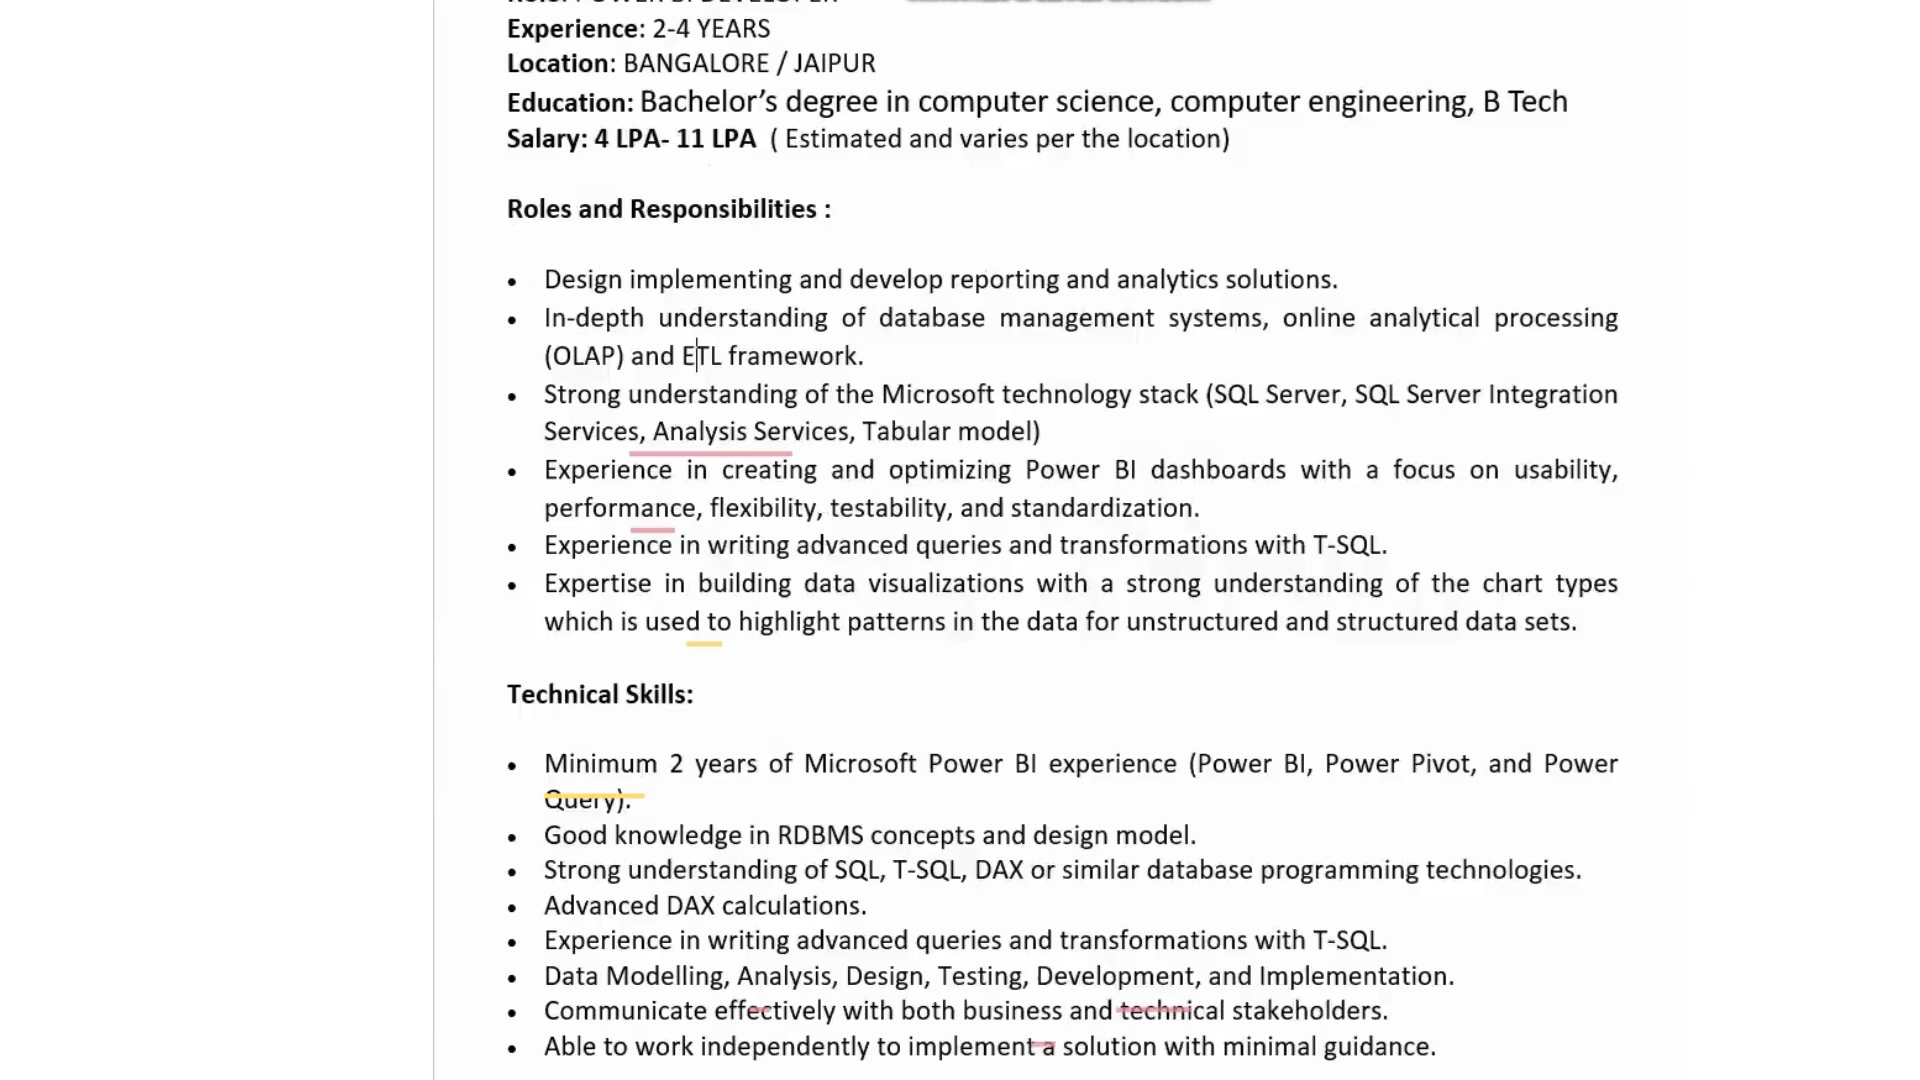 Experience: 2-4 YEARS
Location: BANGALORE / JAIPUR
Education: Bachelor’s degree in computer science, computer engineering, B Tech
Salary: 4 LPA- 11 LPA ( Estimated and varies per the location)
Roles and Responsibilities :
• Design implementing and develop reporting and analytics solutions.
• In-depth understanding of database management systems, online analytical processing
(OLAP) and ETL framework.
• Strong understanding of the Microsoft technology stack (SQL Server, SQL Server Integration
Services, Analysis Services, Tabular model)
• Experience in creating and optimizing Power BI dashboards with a focus on usability,
performance, flexibility, testability, and standardization.
• Experience in writing advanced queries and transformations with T-SQL.
• Expertise in building data visualizations with a strong understanding of the chart types
which is used to highlight patterns in the data for unstructured and structured data sets.
Technical Skills:
• Minimum 2 years of Microsoft Power BI experience (Power BI, Power Pivot, and Power
Query).
• Good knowledge in RDBMS concepts and design model.
• Strong understanding of SQL, T-SQL, DAX or similar database programming technologies.
• Advanced DAX calculations.
• Experience in writing advanced queries and transformations with T-SQL.
• Data Modelling, Analysis, Design, Testing, Development, and Implementation.
• Communicate effectively with both business and technical stakeholders.
• Able to work independently to implement a solution with minimal guidance.